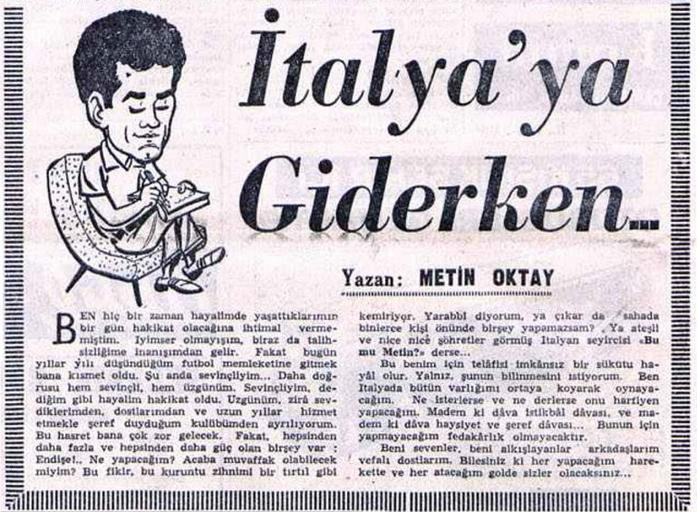 İtalya'ya
Giderken...
Yazan: METİN OKTAY
BEN hiç bir zaman hayalimde yaşattıklarımın
bir gün hakikat olacağına ihtimal verme-
miştim. İyimser olmayışım, biraz da talih-
sizliğime inanışımdan gelir. Fakat bugün
yıllar yılı düşündüğüm futbol memleketine gitmek
bana kısmet oldu. Şu anda sevinçliyim... Daha doğ-
rusu hem sevinçli, hem üzgünüm. Sevinçliyim, de-
diğim gibi hayalim hakikat oldu. Üzgünüm, zirâ sev-
diklerimden, dostlarımdan ve uzun yıllar hizmet
etmekle şeref duyduğum kulübümden ayrılıyorum.
Bu hasret bana çok zor gelecek. Fakat, hepsinden
daha fazla ve hepsinden daha güç olan birşey var :
Endişe!.. Ne yapacağım? Acaba muvaffak olabilecek
miyim? Bu fikir, bu kuruntu zihnimi bir tırtıl gibi
kemiriyor. Yarabbi diyorum, ya çıkar da sahada
binlerce kişi önünde birşey yapamazsam? Ya ateşli
ve nice nice şöhretler görmüş İtalyan seyircisi «Bu
mu Metin?» derse...
Bu benim için telâfisi imkânsız bir sükûtu ha-
yâl olur. Yalnız, şunun bilinmesini istiyorum. Ben
İtalyada bütün varlığımı ortaya koyarak oynaya-
cağım. Ne isterlerse ve ne derlerse onu harfiyen
yapacağım. Madem ki dâva istikbâl dâvası, ve ma-
dem ki dâva haysiyet ve şeref dâvası... Bunun için
yapmayacağım fedakârlık olmayacaktır.
Beni sevenler, beni alkışlayanlar arkadaşlarım
vefalı dostlarım. Bilesiniz ki her yapacağım hare-
kette ve her atacağım golde sizler olacaksınız...